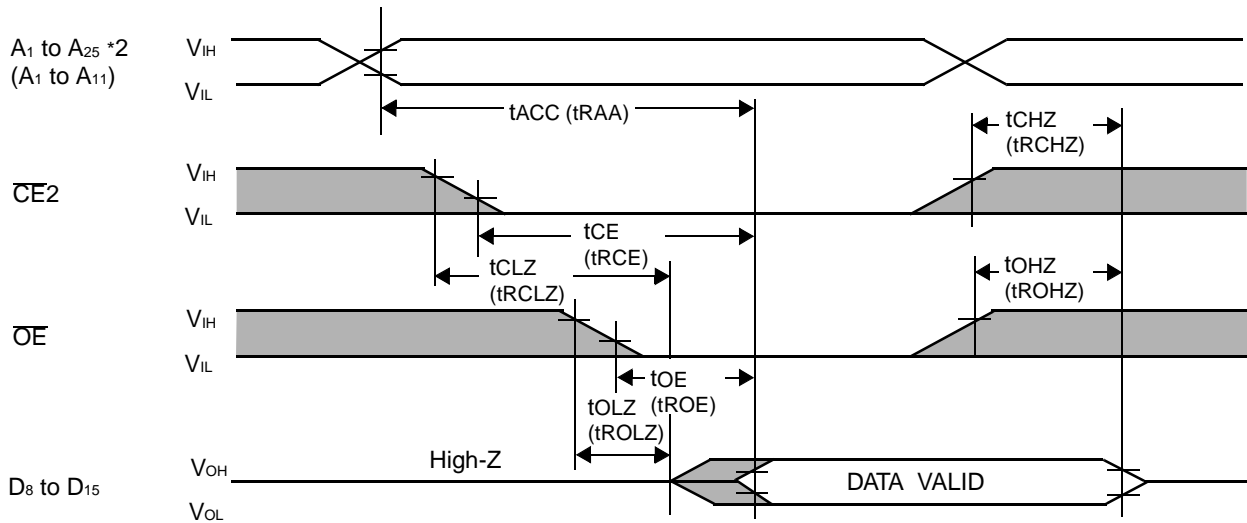 A1 to A25 *2
(A1 to A11)
VIH
VIL
tACC (tRAA)
tCHZ
(tRCHZ)
CE2
VIH
VIL
tCE
(tRCE)
tCLZ
(tRCLZ)
tOHZ
(tROHZ)
OE
VIH
VIL
tOE
(tROE)
tOLZ
(tROLZ)
High-Z
D8 to D15
VOH
VOL
DATA VALID